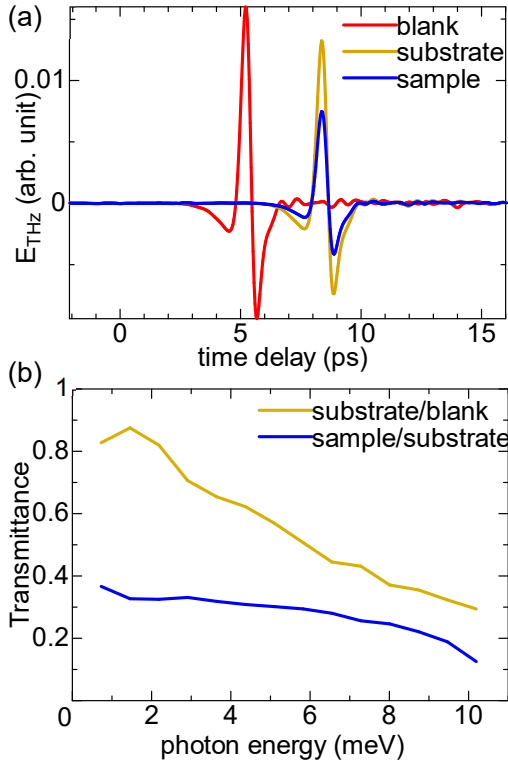 (a)
blank
substrate
sample
0.01
0
E_THz (arb. unit)
0
5
10
15
time delay (ps)
(b)
1
substrate/blank
sample/substrate
0.8
0.6
0.4
0.2
Transmittance
0
2
4
6
8
10
photon energy (meV)